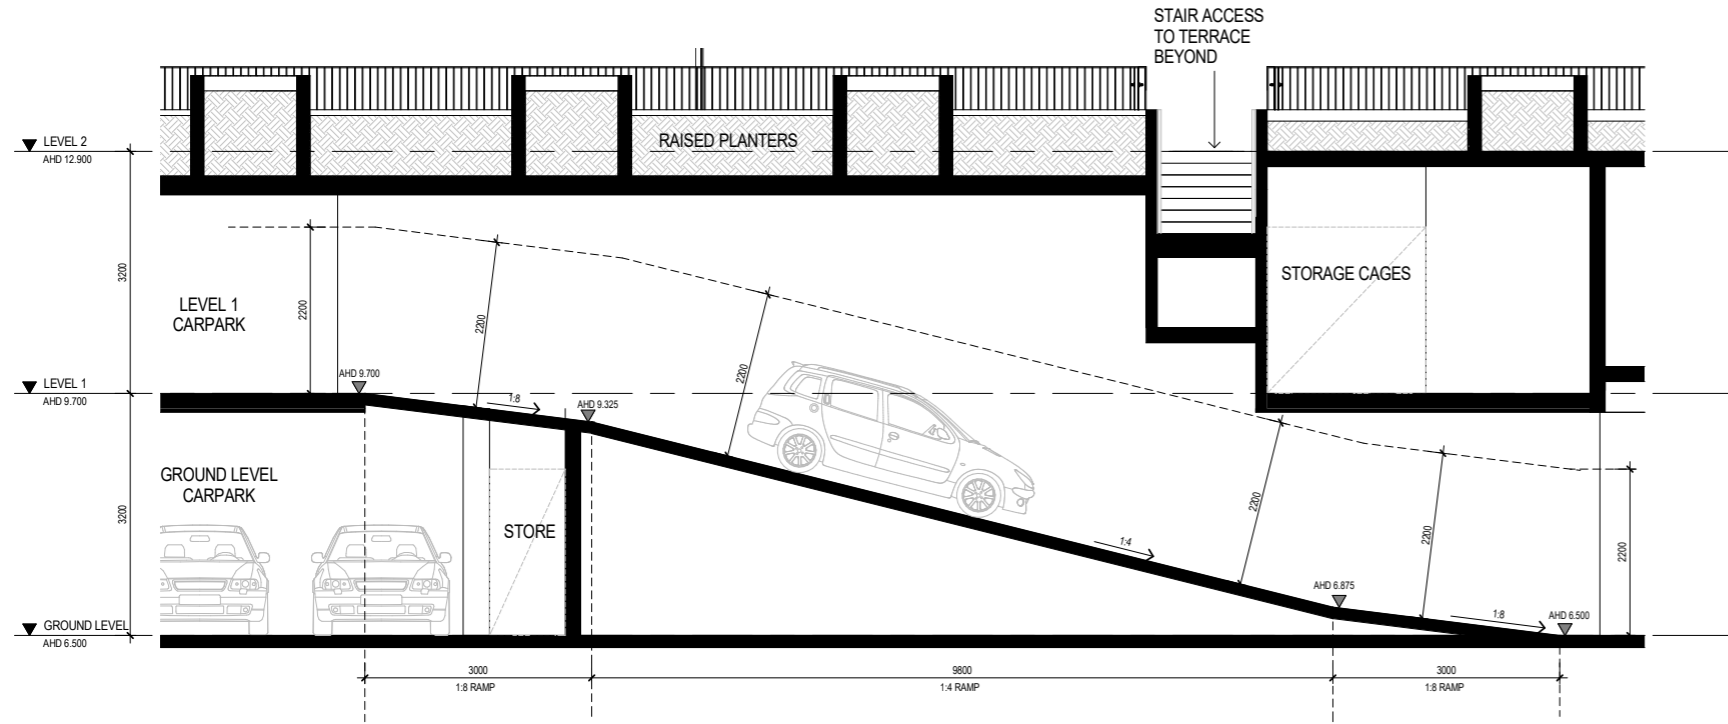 STAIR ACCESS
TO TERRACE
BEYOND
LEVEL 2
AHD 12.900
RAISED PLANTERS
3200
LEVEL 1
CARPARK
2200
2200
2200
STORAGE CAGES
LEVEL 1
AHD 9.700
AHD 9.700
1:8
AHD 9.325
GROUND LEVEL
CARPARK
3200
STORE
2200
2200
2200
1:4
AHD 6.875
1:8
AHD 6.500
GROUND LEVEL
AHD 6.500
3000
9800
3000
1:8 RAMP
1:4 RAMP
1:8 RAMP